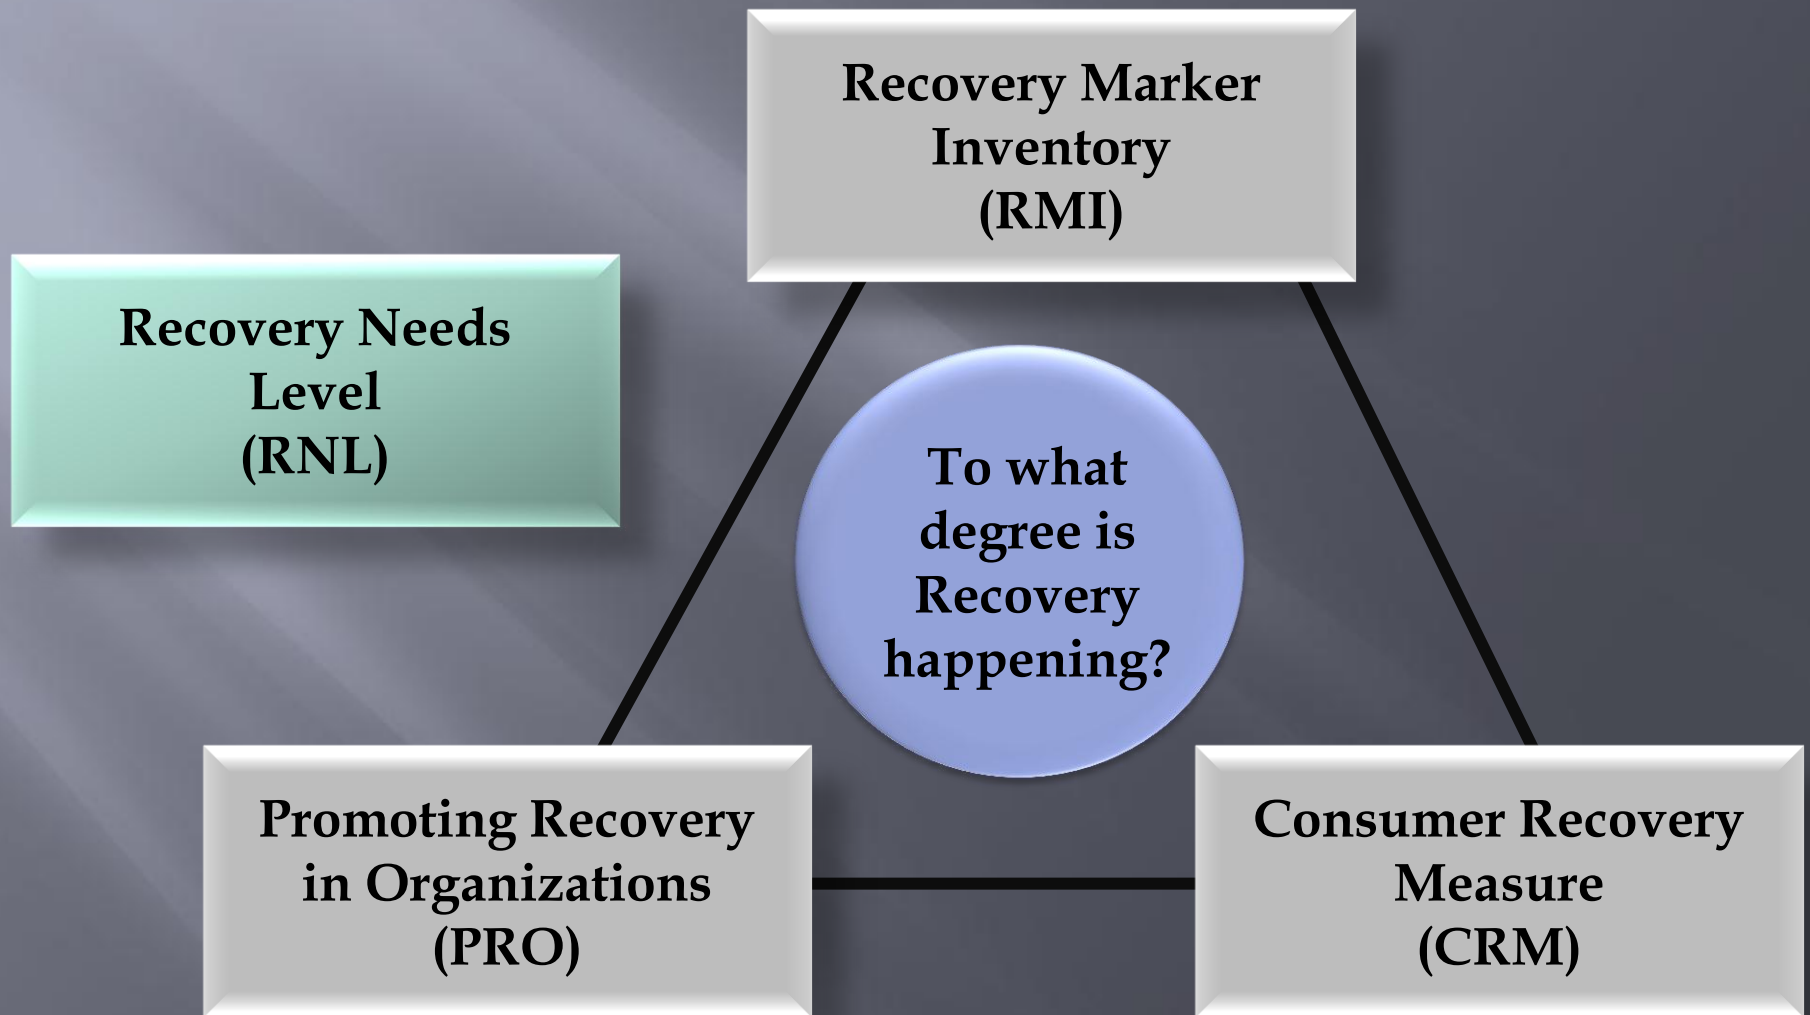 Recovery Marker
Inventory
(RMI)
Recovery Needs
Level
(RNL)
To what
degree is
Recovery
happening?
Promoting Recovery
in Organizations
(PRO)
Consumer Recovery
Measure
(CRM)